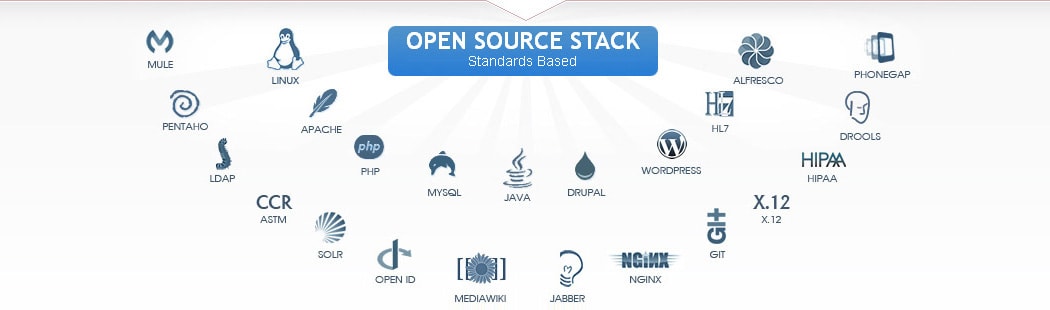 OPEN SOURCE STACK
Standards Based
MULE
LINUX
ALFRESCO
PHONEGAP
PENTAHO
APACHE
php
PHP
MYSQL
JAVA
DRUPAL
W
WORDPRESS
H7
HL7
DROOLS
LDAP
HIPAA
HIPAA
CCR
ASTM
X.12
X.12
SOLR
OPEN ID
[[ ]]
MEDIAWIKI
JABBER
NGINX
NGINX
GIt
GIT